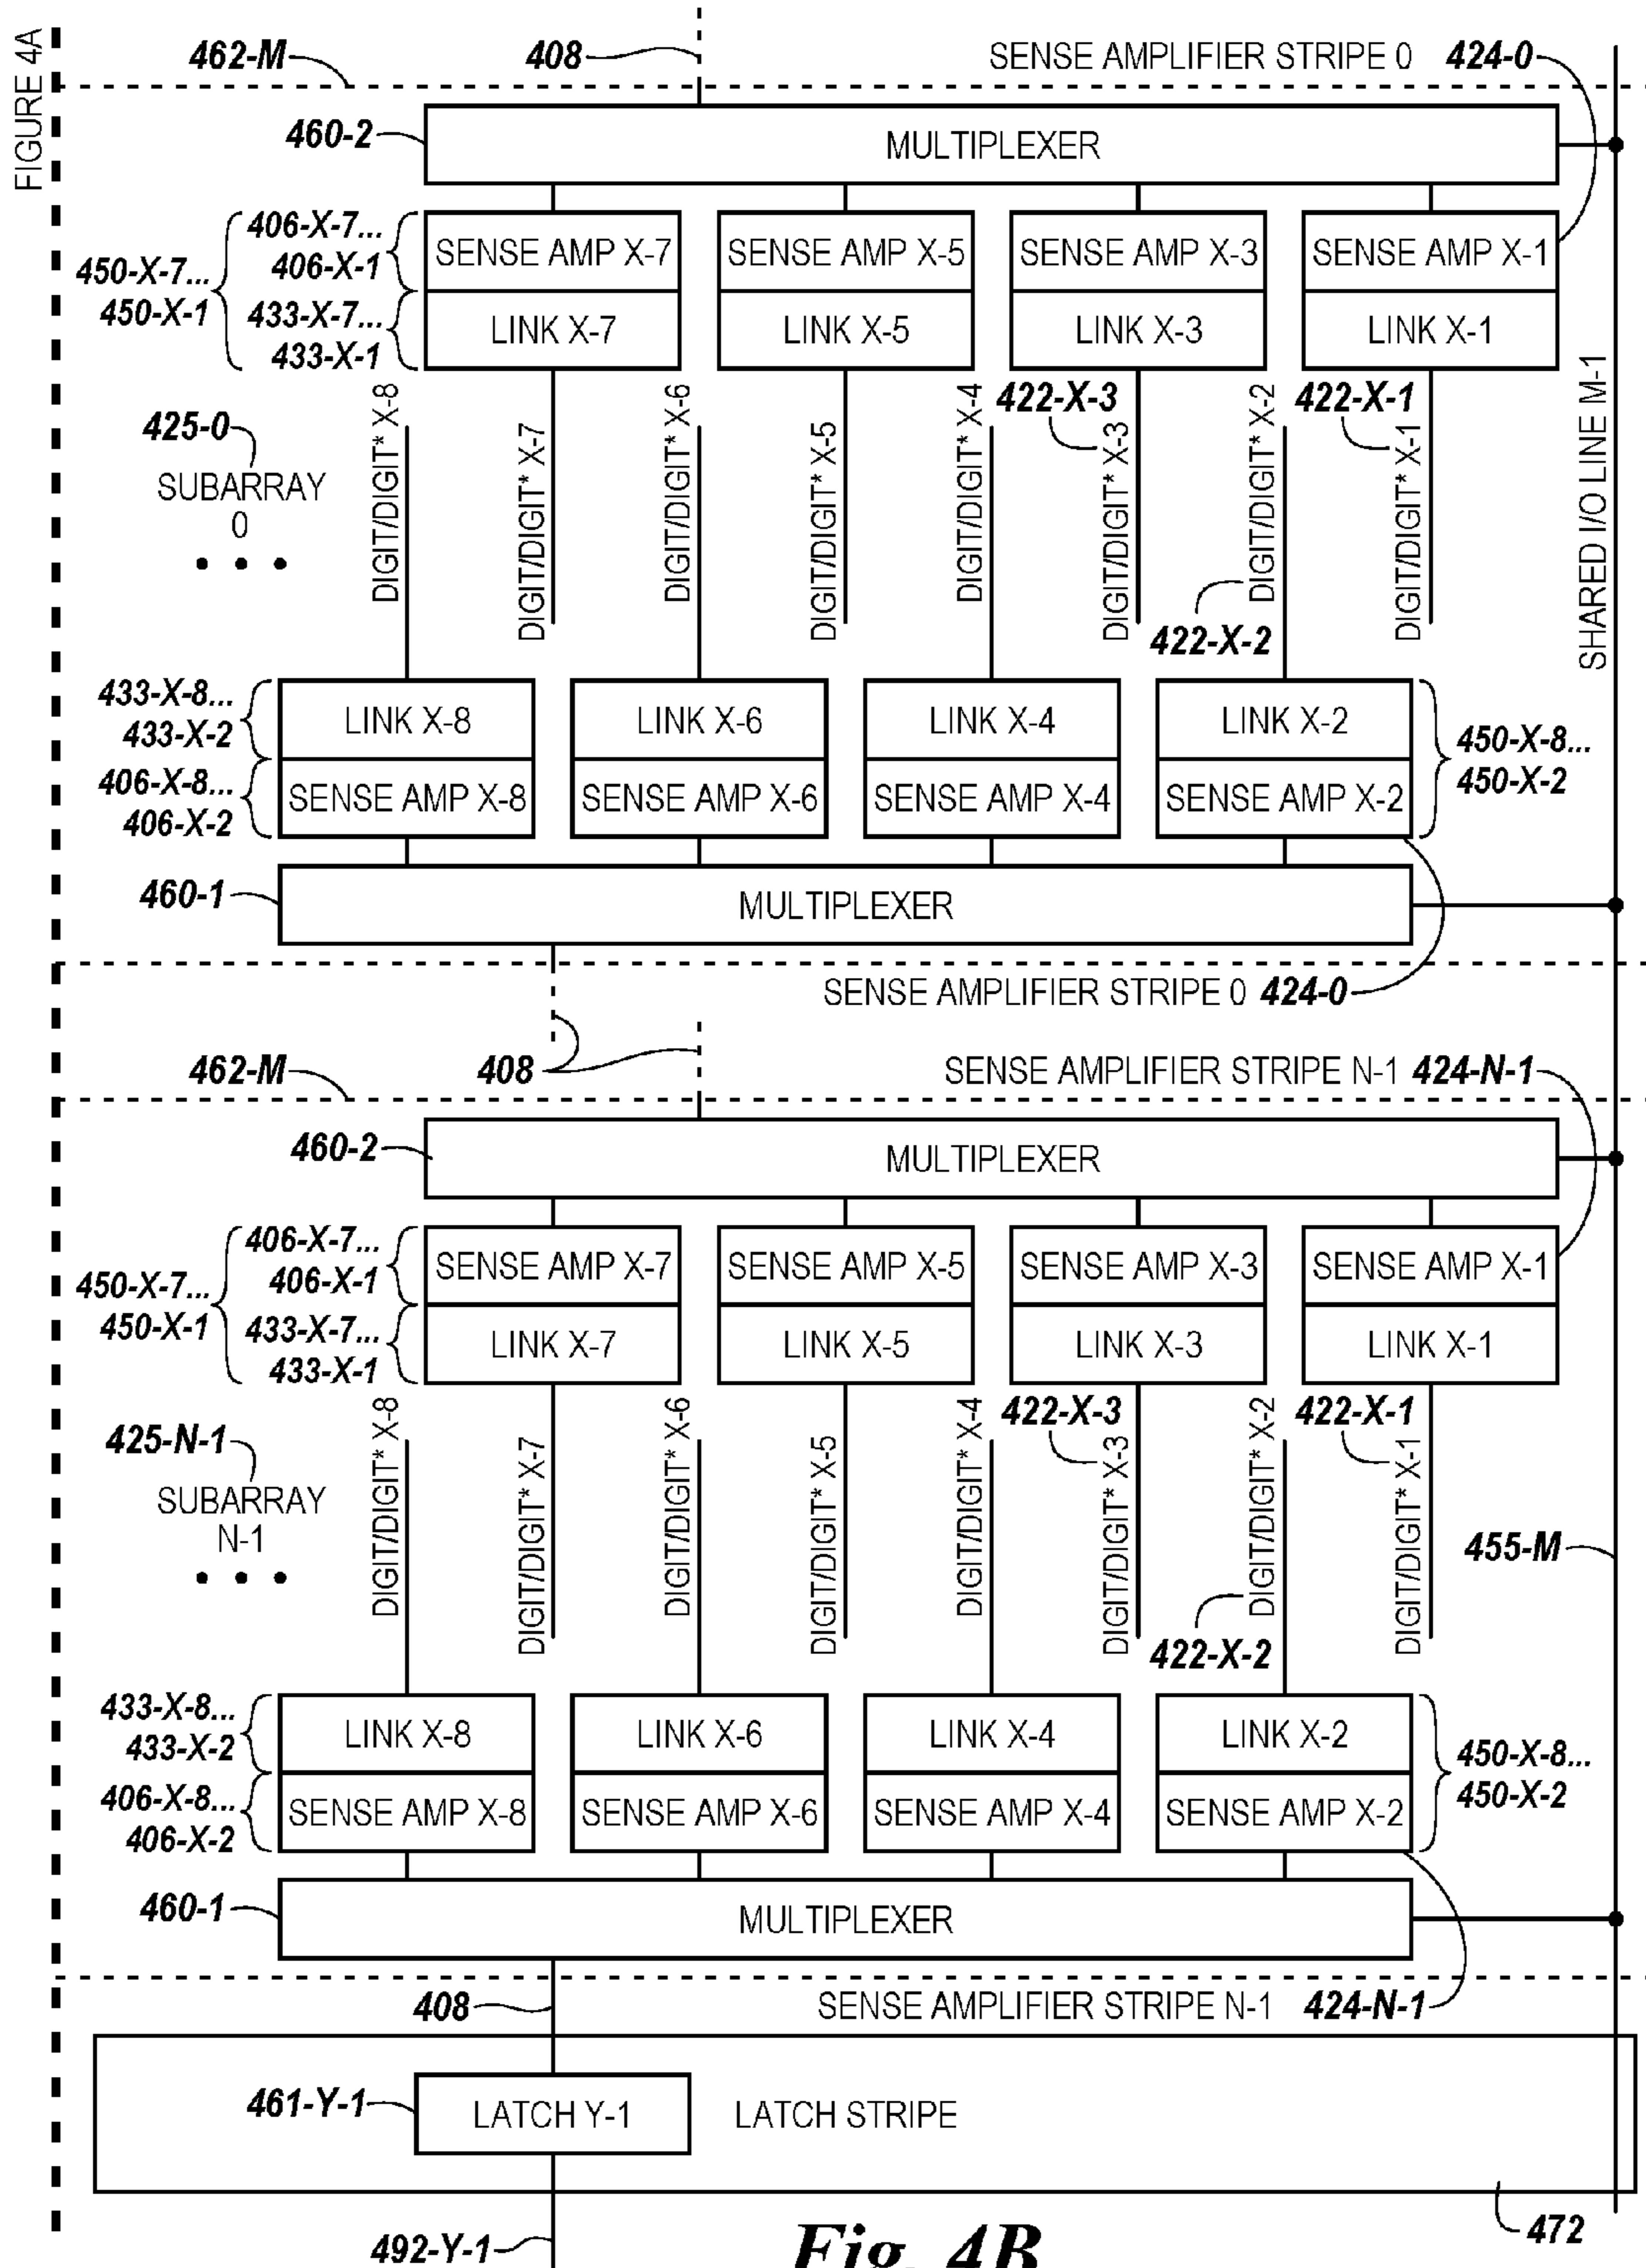 FIGURE 4A
462-M
408
SENSE AMPLIFIER STRIPE 0 424-0
460-2
MULTIPLEXER
450-X-7...
450-X-1
406-X-7...
406-X-1
433-X-7...
433-X-1
SENSE AMP X-7
SENSE AMP X-5
SENSE AMP X-3
SENSE AMP X-1
LINK X-7
LINK X-5
LINK X-3
LINK X-1
425-0
SUBARRAY
0
• • •
DIGIT/DIGIT* X-8
DIGIT/DIGIT* X-7
DIGIT/DIGIT* X-6
DIGIT/DIGIT* X-5
DIGIT/DIGIT* X-4
422-X-3
DIGIT/DIGIT* X-3
DIGIT/DIGIT* X-2
422-X-2
422-X-1
DIGIT/DIGIT* X-1
SHARED I/O LINE M-1
433-X-8...
433-X-2
406-X-8...
406-X-2
LINK X-8
LINK X-6
LINK X-4
LINK X-2
SENSE AMP X-8
SENSE AMP X-6
SENSE AMP X-4
SENSE AMP X-2
450-X-8...
450-X-2
460-1
MULTIPLEXER
SENSE AMPLIFIER STRIPE 0 424-0
462-M
408
SENSE AMPLIFIER STRIPE N-1 424-N-1
460-2
MULTIPLEXER
450-X-7...
450-X-1
406-X-7...
406-X-1
433-X-7...
433-X-1
SENSE AMP X-7
SENSE AMP X-5
SENSE AMP X-3
SENSE AMP X-1
LINK X-7
LINK X-5
LINK X-3
LINK X-1
425-N-1
SUBARRAY
N-1
• • •
DIGIT/DIGIT* X-8
DIGIT/DIGIT* X-7
DIGIT/DIGIT* X-6
DIGIT/DIGIT* X-5
DIGIT/DIGIT* X-4
422-X-3
DIGIT/DIGIT* X-3
DIGIT/DIGIT* X-2
422-X-2
422-X-1
DIGIT/DIGIT* X-1
455-M
433-X-8...
433-X-2
406-X-8...
406-X-2
LINK X-8
LINK X-6
LINK X-4
LINK X-2
SENSE AMP X-8
SENSE AMP X-6
SENSE AMP X-4
SENSE AMP X-2
450-X-8...
450-X-2
460-1
MULTIPLEXER
408
SENSE AMPLIFIER STRIPE N-1 424-N-1
461-Y-1
LATCH Y-1
LATCH STRIPE
472
492-Y-1
Fig. 4B